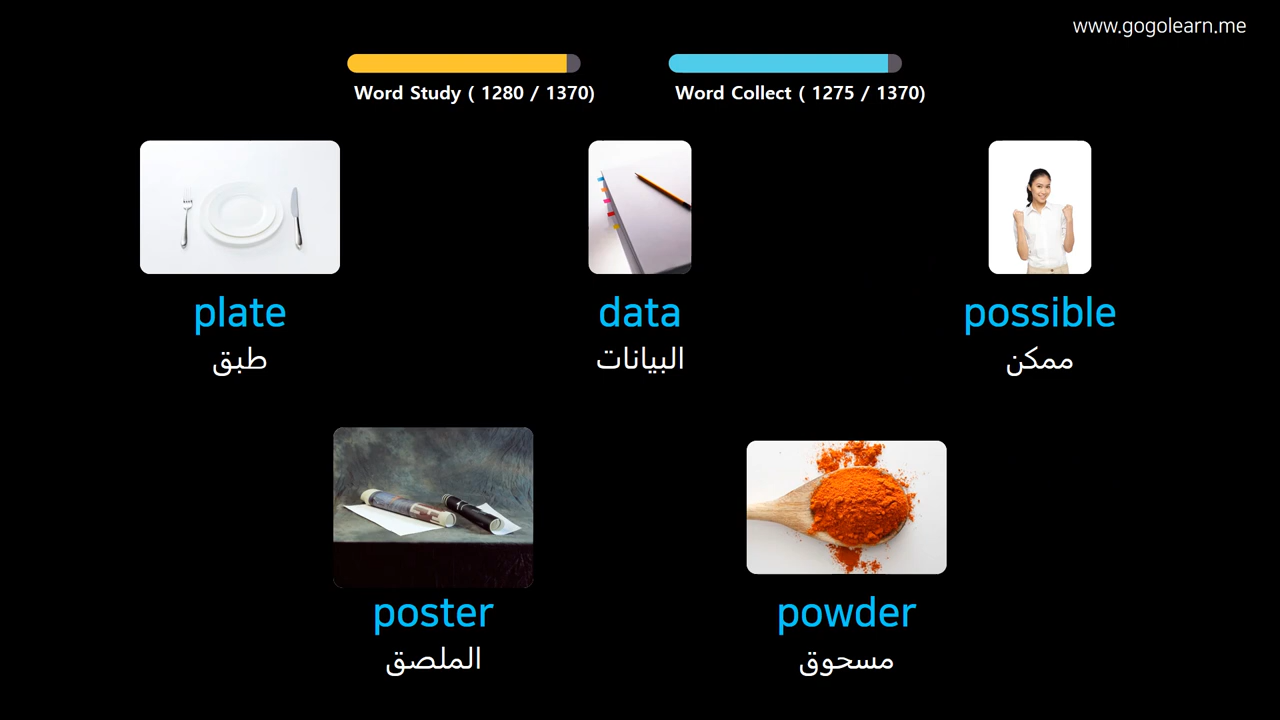 www.gogolearn.me
Word Study ( 1280 / 1370)
Word Collect ( 1275 / 1370)
plate
طبق
data
البيانات
possible
ممكن
poster
الملصق
powder
مسحوق